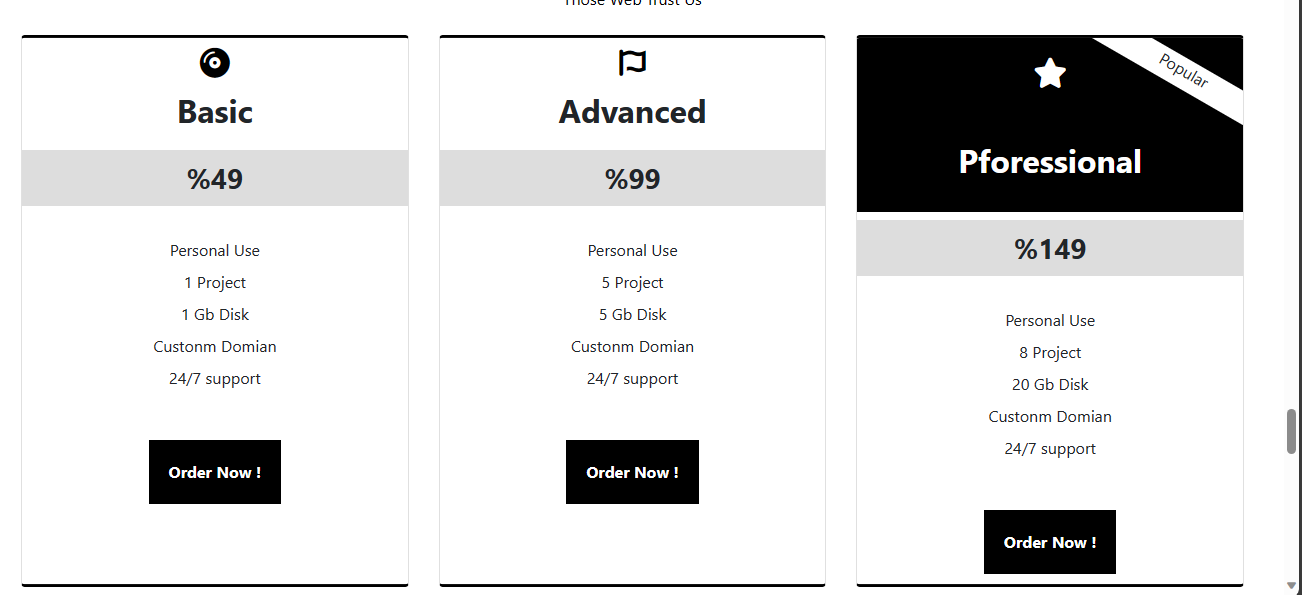 Those Web Trust Us
Basic
%49
Personal Use
1 Project
1 Gb Disk
Custonm Domian
24/7 support
Order Now !
Advanced
%99
Personal Use
5 Project
5 Gb Disk
Custonm Domian
24/7 support
Order Now !
Popular
Pforessional
%149
Personal Use
8 Project
20 Gb Disk
Custonm Domian
24/7 support
Order Now !